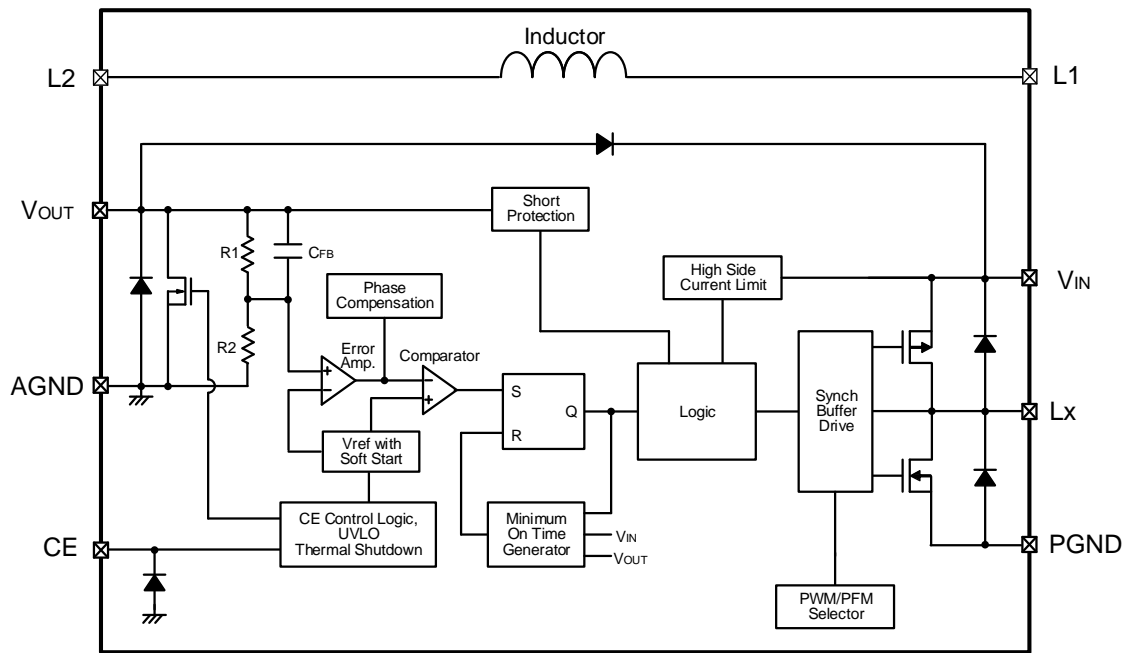 Inductor
L2
L1
VOUT
Short
Protection
R1
CFB
High Side
Current Limit
VIN
Phase
Compensation
R2
Error
Amp.
Comparator
+
−
−
+
AGND
S
Q
R
Logic
Synch
Buffer
Drive
Lx
Vref with
Soft Start
CE Control Logic,
UVLO
Thermal Shutdown
Minimum
On Time
Generator
VIN
VOUT
CE
PGND
PWM/PFM
Selector